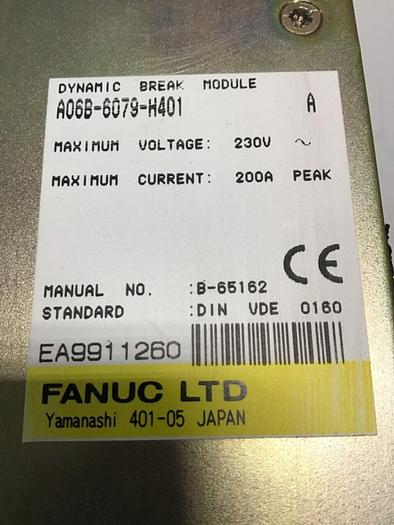 DYNAMIC BREAK MODULE
A06B-6079-H401 A
MAXIMUM VOLTAGE: 230V ~
MAXIMUM CURRENT: 200A PEAK
CE
MANUAL NO. :B-65162
STANDARD :DIN VDE 0160
EA9911260
FANUC LTD
Yamanashi 401-05 JAPAN